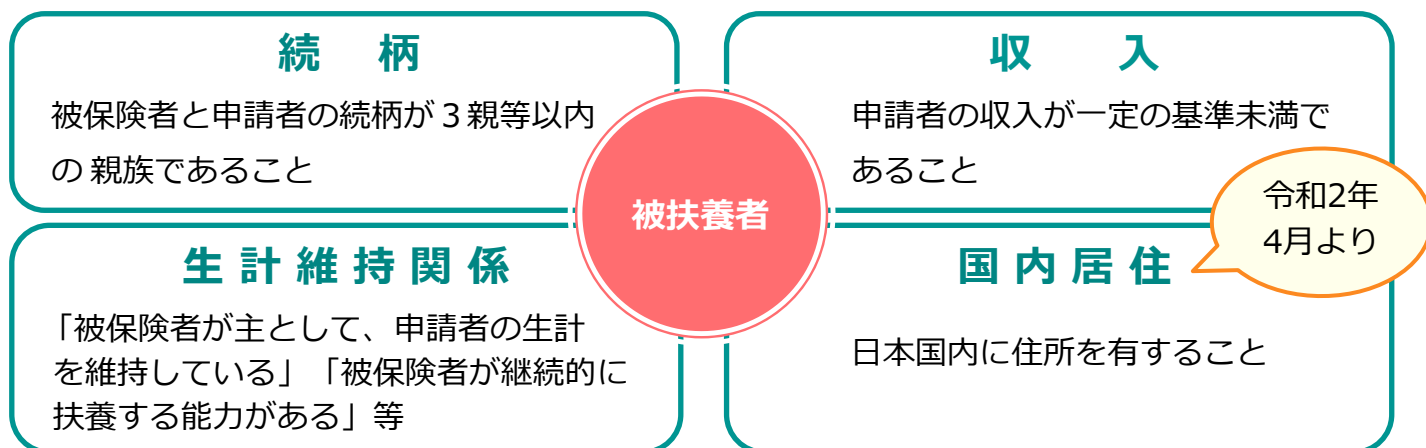 続　柄
被保険者と申請者の続柄が３親等以内
の 親族であること
収　入
申請者の収入が一定の基準未満で
あること
被扶養者
生計維持関係
「被保険者が主として、申請者の生計
を維持している」「被保険者が継続的に
扶養する能力がある」等
国内居住
令和2年
4月より
日本国内に住所を有すること